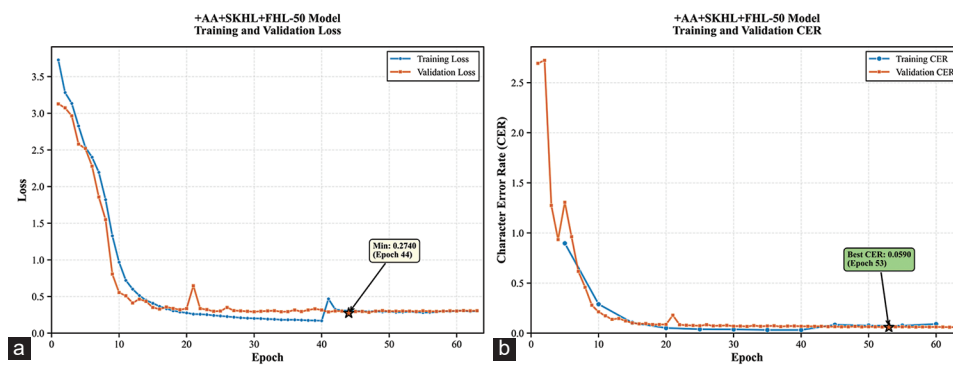 +AA+SKHL+FHL-50 Model
Training and Validation Loss
Training Loss
Validation Loss
Loss
3.5
3.0
2.5
2.0
1.5
1.0
0.5
0.0
Min: 0.2740
(Epoch 44)
0
10
20
30
40
50
60
Epoch
a
+AA+SKHL+FHL-50 Model
Training and Validation CER
Training CER
Validation CER
Character Error Rate (CER)
2.5
2.0
1.5
1.0
0.5
0.0
Best CER: 0.0590
(Epoch 53)
0
10
20
30
40
50
60
Epoch
b